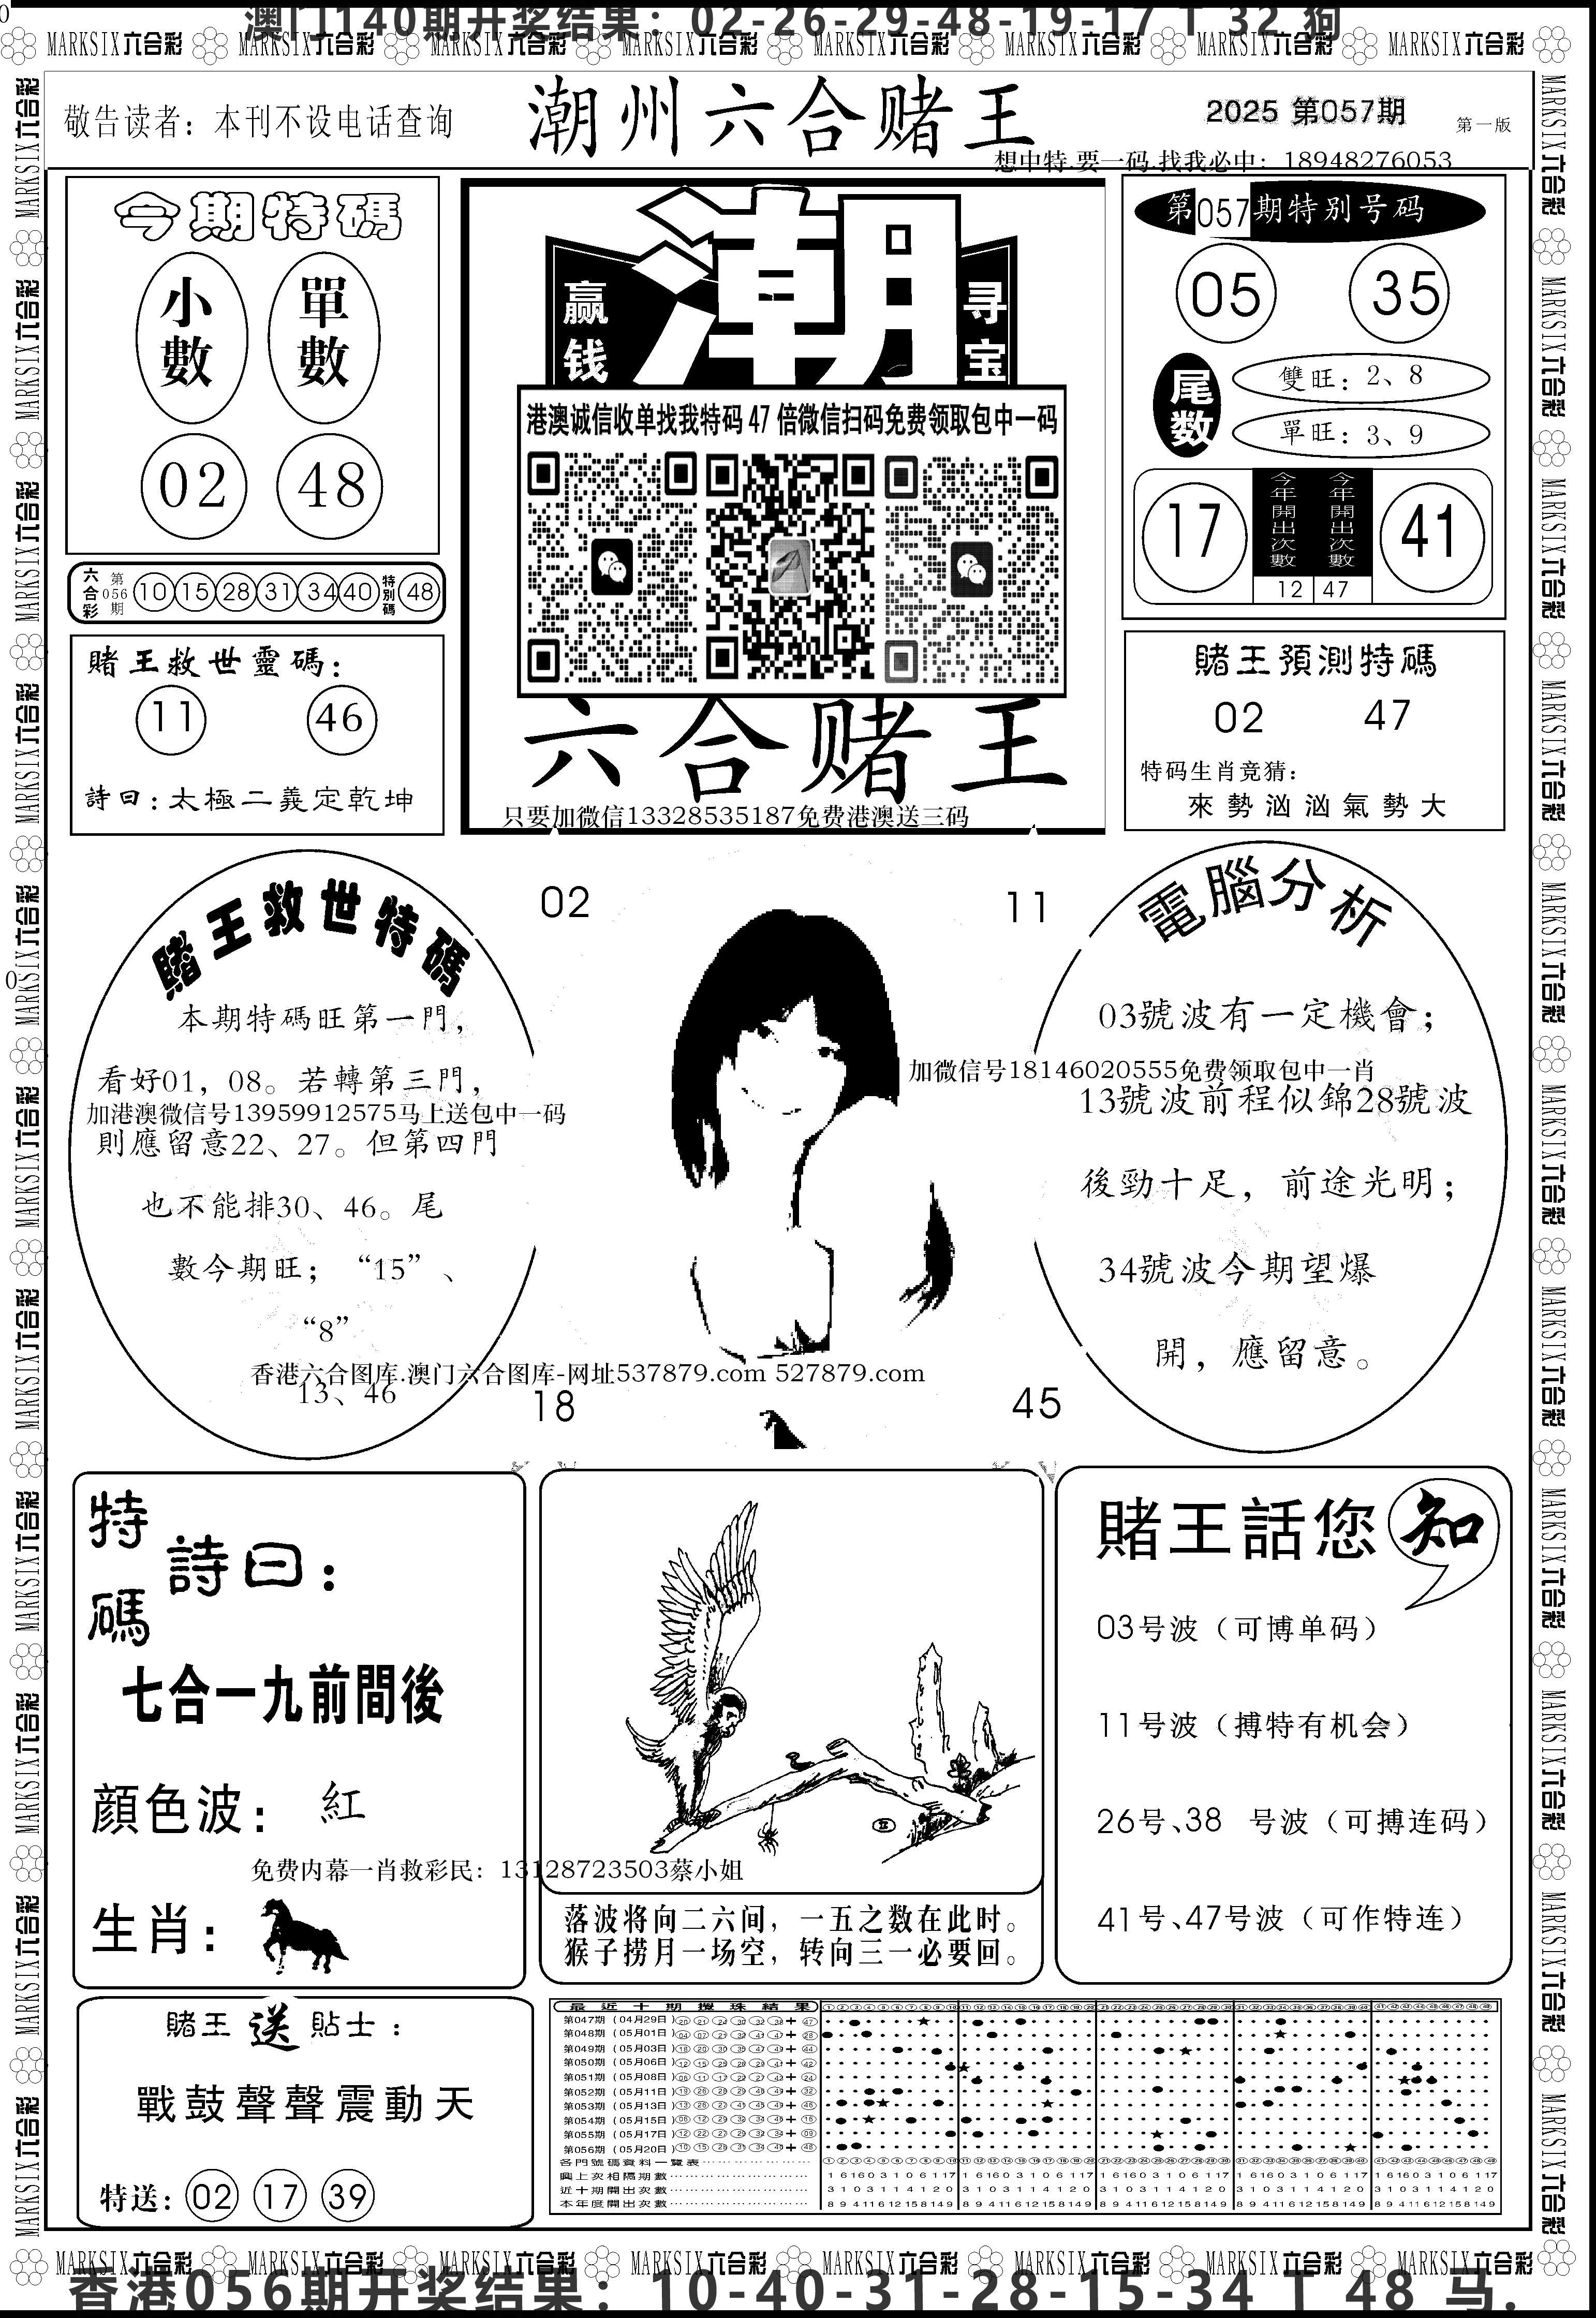 澳门140期开奖结果：02-26-29-48-19-17 T 32 狗
MARKSIX六合彩 MARKSIX六合彩 MARKSIX六合彩 MARKSIX六合彩 MARKSIX六合彩 MARKSIX六合彩 MARKSIX六合彩 MARKSIX六合彩
敬告读者：本刊不设电话查询
潮州六合赌王
2025 第057期
第一版
想中特.要一码.找我必中：18948276053
今期特碼
小數 單數
02 48
六合彩 第056期 10 15 28 31 34 40 特別碼 48
賭王救世靈碼：
11 46
詩曰：太極二義定乾坤
赢钱 潮 寻宝
港澳诚信收单找我特码 47 倍微信扫码免费领取包中一码
六合赌王
只要加微信13328535187免费港澳送三码
第057期特别号码
05 35
尾数
雙旺：2、8
單旺：3、9
17 今年開出次數 今年開出次數 41
12 47
賭王預測特碼
02 47
特码生肖竞猜：
來勢汹汹氣勢大
賭王救世特碼
本期特碼旺第一門，
看好01，08。若轉第三門，
加港澳微信号13959912575马上送包中一码
則應留意22、27。但第四門
也不能排30、46。尾
數今期旺；“15”、
“8”
13、46
02 11
18 45
電腦分析
03號波有一定機會；
加微信号18146020555免费领取包中一肖
13號波前程似錦28號波
後勁十足，前途光明；
34號波今期望爆
開，應留意。
香港六合图库.澳门六合图库-网址537879.com 527879.com
特碼詩曰：
七合一九前間後
顔色波：紅
生肖：
免费内幕一肖救彩民：13128723503蔡小姐
落波将向二六间，一五之数在此时。
猴子捞月一场空，转向三一必要回。
賭王話您知
03号波（可博单码）
11号波（搏特有机会）
26号、38 号波（可搏连码）
41号、47号波（可作特连）
賭王送貼士：
戰鼓聲聲震動天
特送：02 17 39
最近十期攪珠結果
第047期（04月29日）
第048期（05月01日）
第049期（05月03日）
第050期（05月06日）
第051期（05月08日）
第052期（05月11日）
第053期（05月13日）
第054期（05月15日）
第055期（05月17日）
第056期（05月20日）
各門號碼資料一覽表
與上次相隔期數
近十期開出次數
本年度開出次數
MARKSIX六合彩 MARKSIX六合彩 MARKSIX六合彩 MARKSIX六合彩 MARKSIX六合彩 MARKSIX六合彩 MARKSIX六合彩 MARKSIX六合彩
香港056期开奖结果：10-40-31-28-15-34 T 48 马.